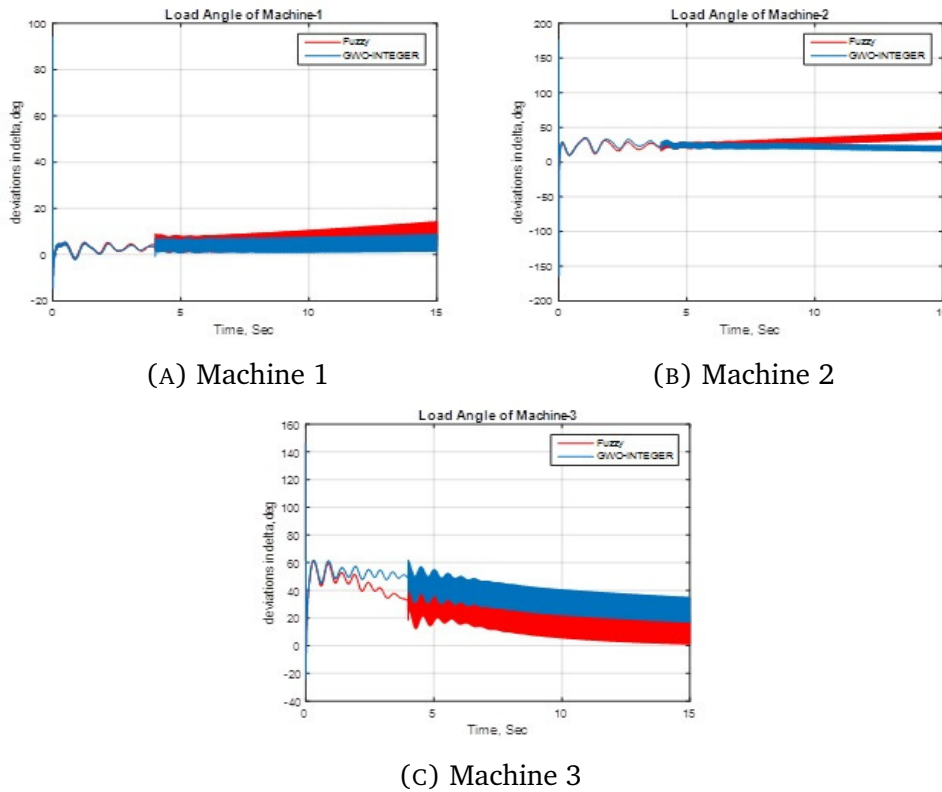 Load Angle of Machine-1
Fuzzy
GWO-INTEGER
deviations in delta,deg
100
80
60
40
20
0
-20
0
5
10
15
Time, Sec
(A) Machine 1
Load Angle of Machine-2
Fuzzy
GWO-INTEGER
deviations in delta,deg
200
150
100
50
0
-50
-100
-150
-200
0
5
10
15
Time, Sec
(B) Machine 2
Load Angle of Machine-3
Fuzzy
GWO-INTEGER
deviations in delta,deg
160
140
120
100
80
60
40
20
0
-20
-40
0
5
10
15
Time, Sec
(C) Machine 3